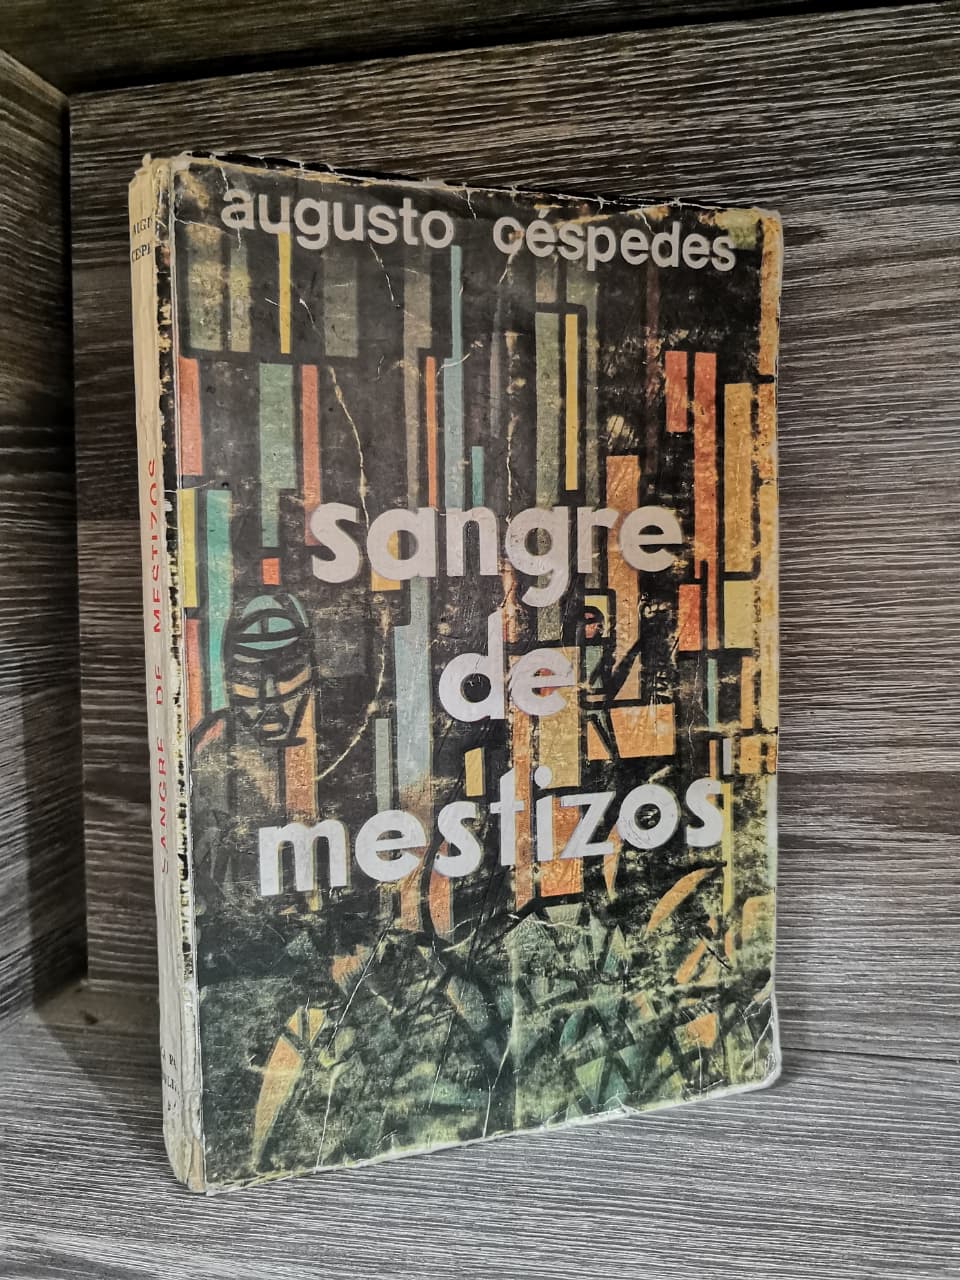 augusto céspedes
sangre
de
mestizos
SANGRE DE MESTIZOS